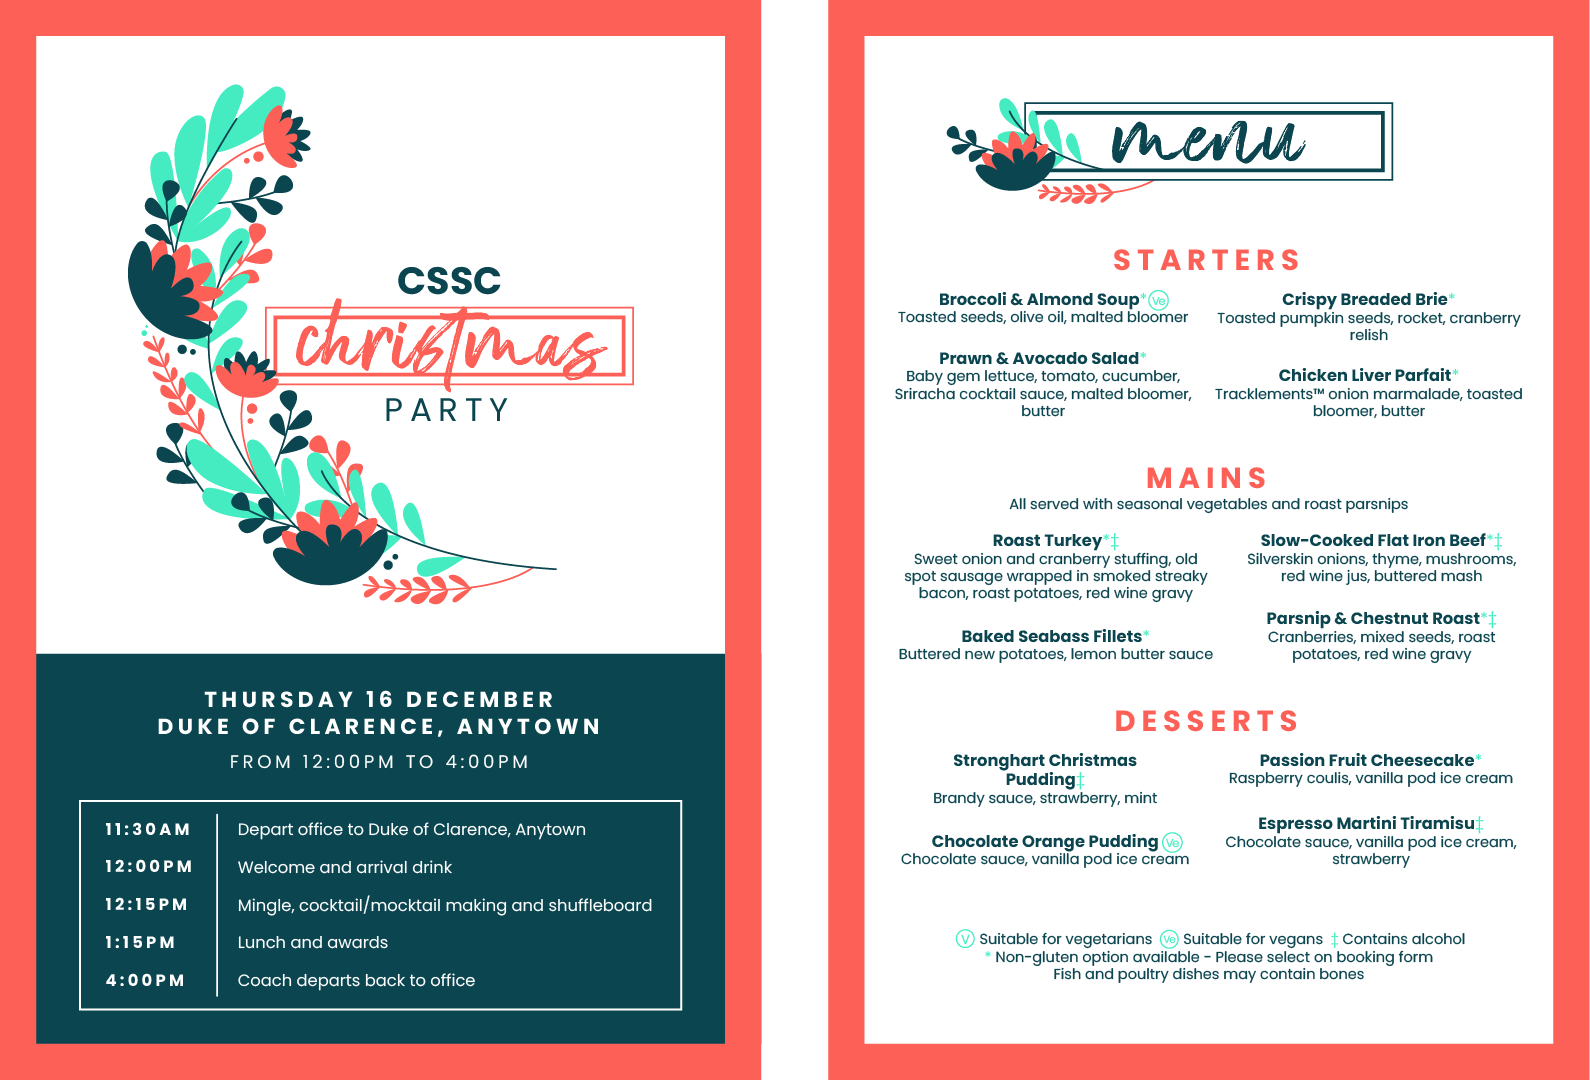 CSSC
christmas
PARTY
THURSDAY 16 DECEMBER
DUKE OF CLARENCE, ANYTOWN
FROM 12:00PM TO 4:00PM
11:30AM Depart office to Duke of Clarence, Anytown
12:00PM Welcome and arrival drink
12:15PM Mingle, cocktail/mocktail making and shuffleboard
1:15PM Lunch and awards
4:00PM Coach departs back to office
menu
STARTERS
Broccoli & Almond Soup* Ve
Toasted seeds, olive oil, malted bloomer
Prawn & Avocado Salad*
Baby gem lettuce, tomato, cucumber,
Sriracha cocktail sauce, malted bloomer,
butter
Crispy Breaded Brie*
Toasted pumpkin seeds, rocket, cranberry
relish
Chicken Liver Parfait*
Tracklements™ onion marmalade, toasted
bloomer, butter
MAINS
All served with seasonal vegetables and roast parsnips
Roast Turkey*‡
Sweet onion and cranberry stuffing, old
spot sausage wrapped in smoked streaky
bacon, roast potatoes, red wine gravy
Baked Seabass Fillets*
Buttered new potatoes, lemon butter sauce
Slow-Cooked Flat Iron Beef*‡
Silverskin onions, thyme, mushrooms,
red wine jus, buttered mash
Parsnip & Chestnut Roast*‡
Cranberries, mixed seeds, roast
potatoes, red wine gravy
DESSERTS
Stronghart Christmas
Pudding‡
Brandy sauce, strawberry, mint
Chocolate Orange Pudding Ve
Chocolate sauce, vanilla pod ice cream
Passion Fruit Cheesecake*
Raspberry coulis, vanilla pod ice cream
Espresso Martini Tiramisu‡
Chocolate sauce, vanilla pod ice cream,
strawberry
V Suitable for vegetarians Ve Suitable for vegans ‡ Contains alcohol
* Non-gluten option available - Please select on booking form
Fish and poultry dishes may contain bones